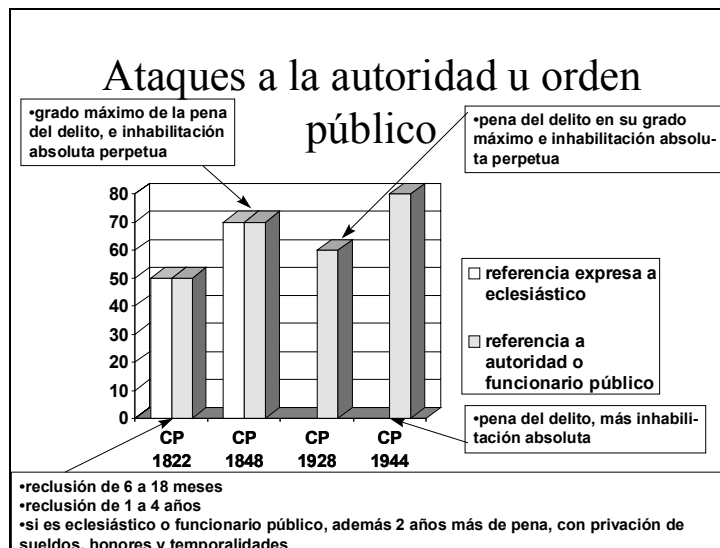 Ataques a la autoridad u orden
público
•grado máximo de la pena
del delito, e inhabilitación
absoluta perpetua
•pena del delito en su grado
máximo e inhabilitación absolu-
ta perpetua
80
70
60
50
40
30
20
10
0
CP
1822
CP
1848
CP
1928
CP
1944
referencia expresa a
eclesiástico
referencia a
autoridad o
funcionario público
•pena del delito, más inhabili-
tación absoluta
•reclusión de 6 a 18 meses
•reclusión de 1 a 4 años
•si es eclesiástico o funcionario público, además 2 años más de pena, con privación de
sueldos, honores y temporalidades